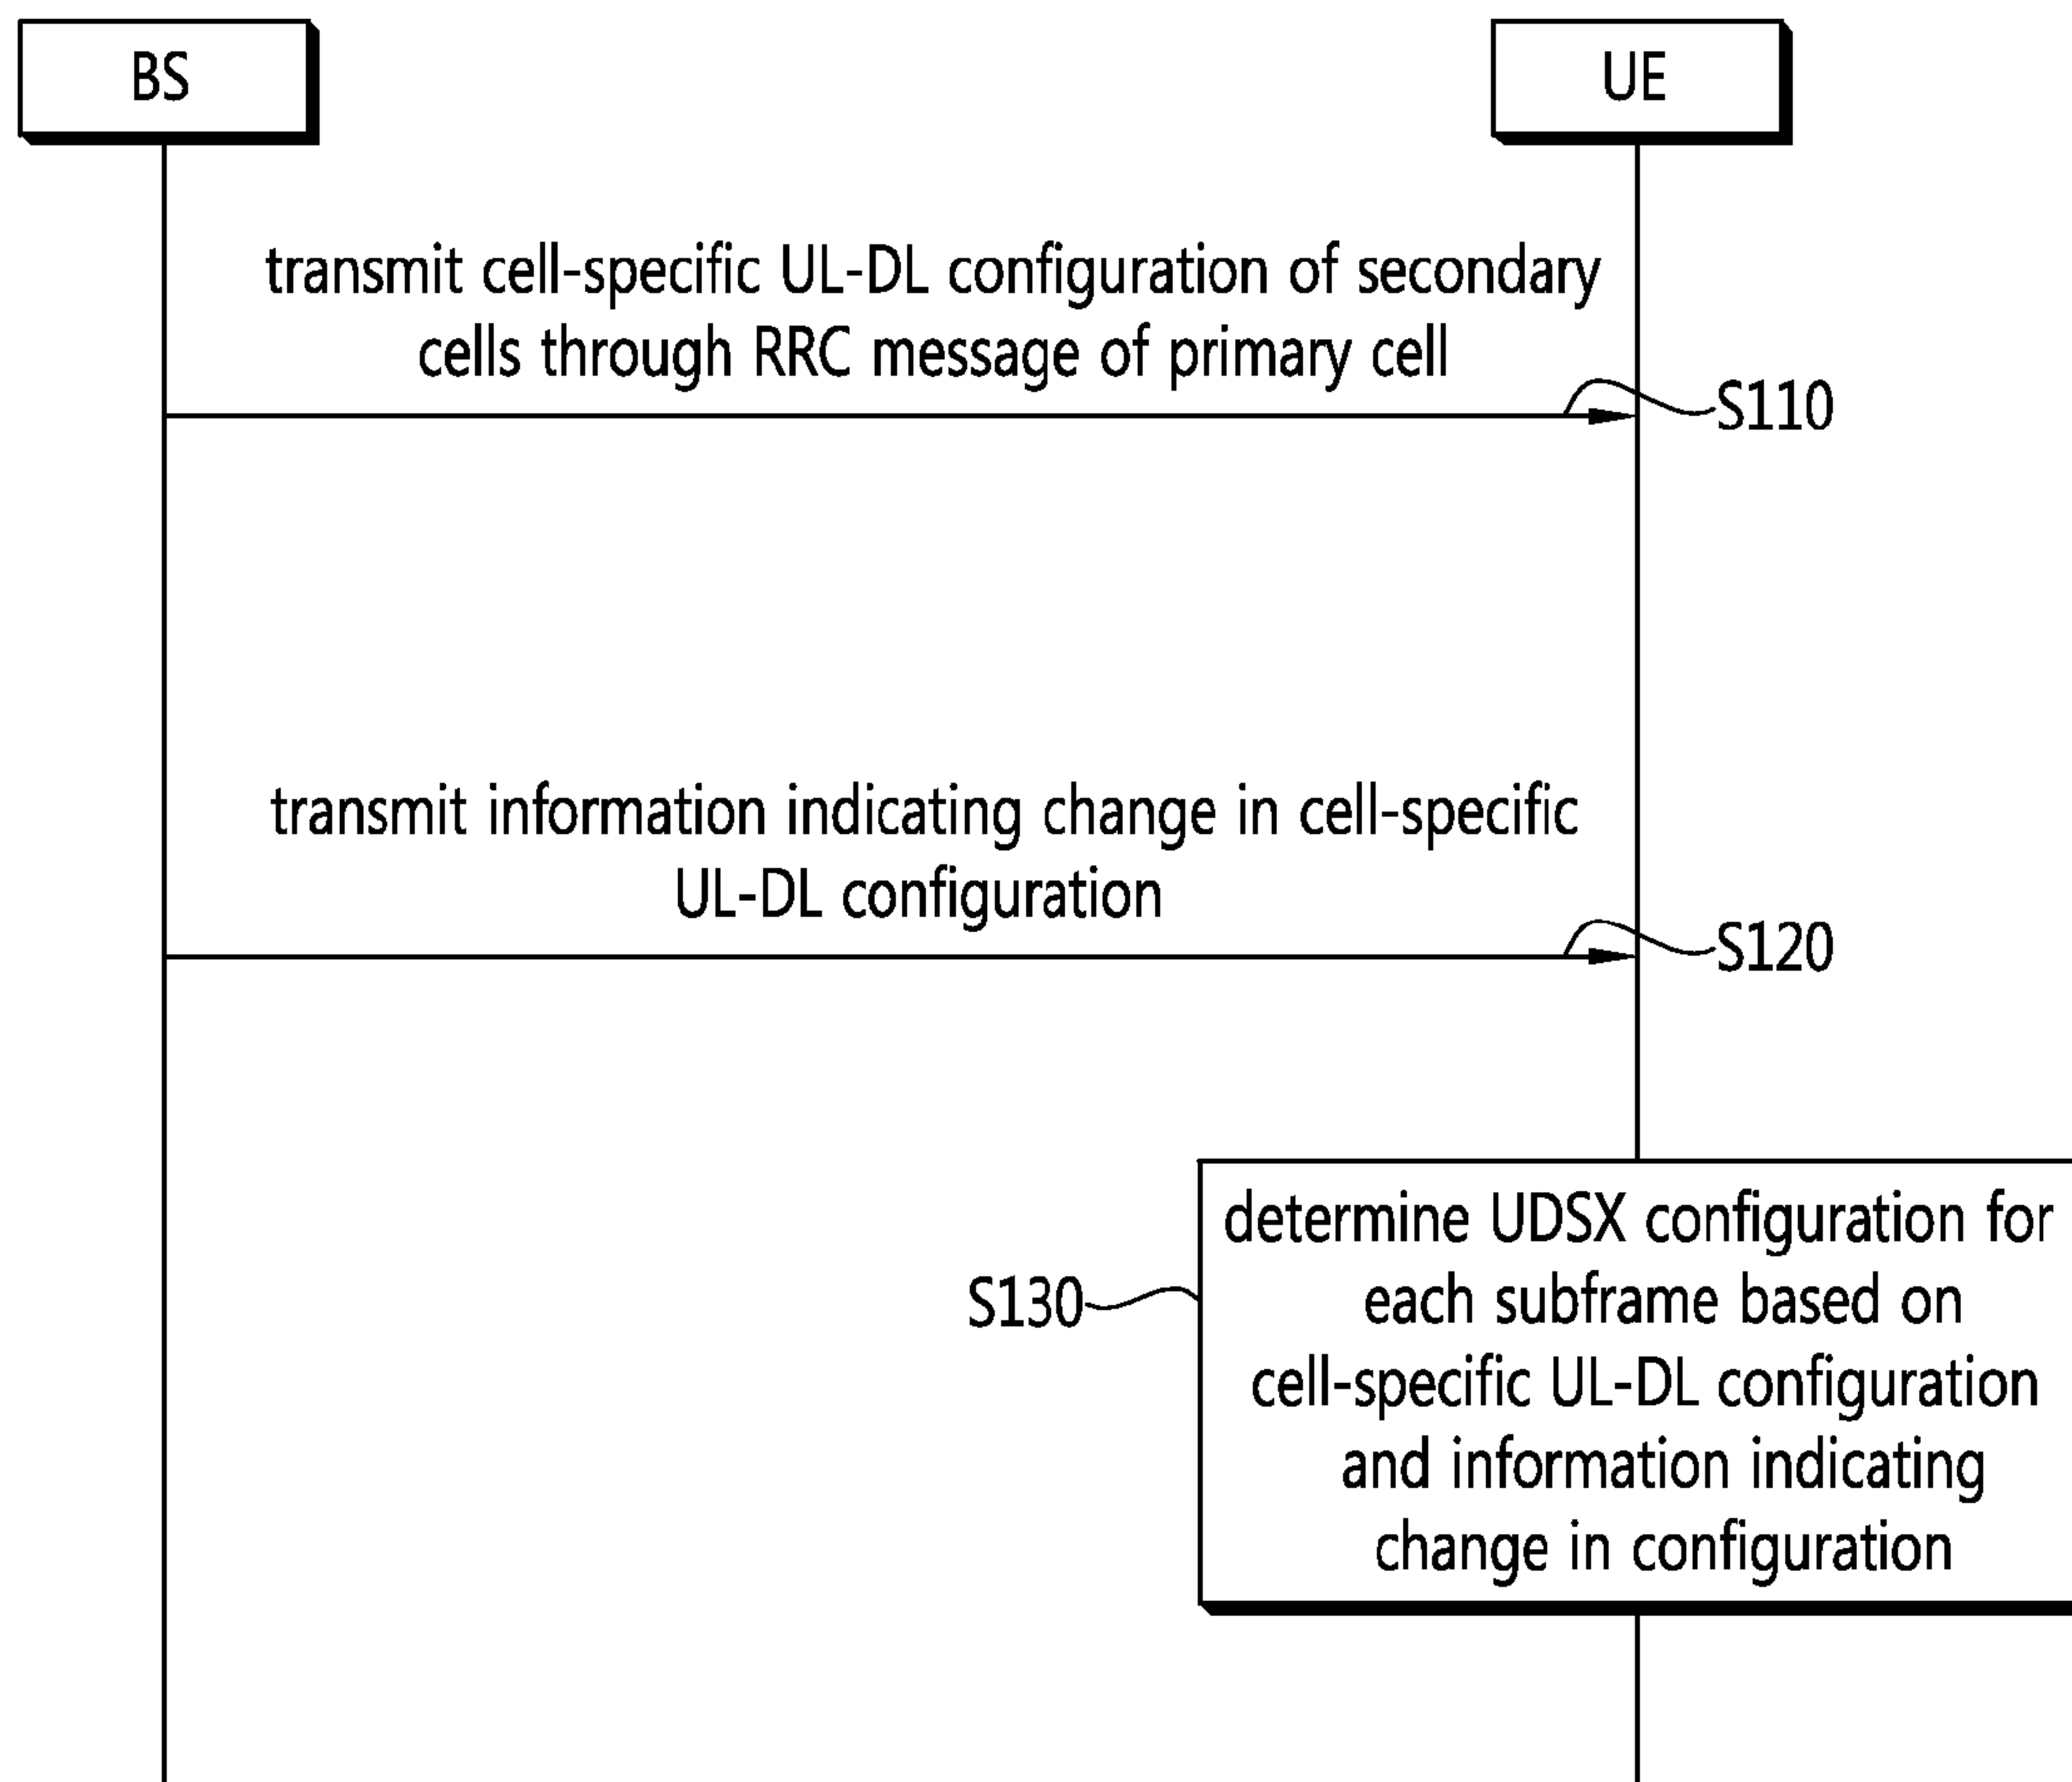 BS
UE
transmit cell-specific UL-DL configuration of secondary
cells through RRC message of primary cell
S110
transmit information indicating change in cell-specific
UL-DL configuration
S120
determine UDSX configuration for
each subframe based on
S130
cell-specific UL-DL configuration
and information indicating
change in configuration